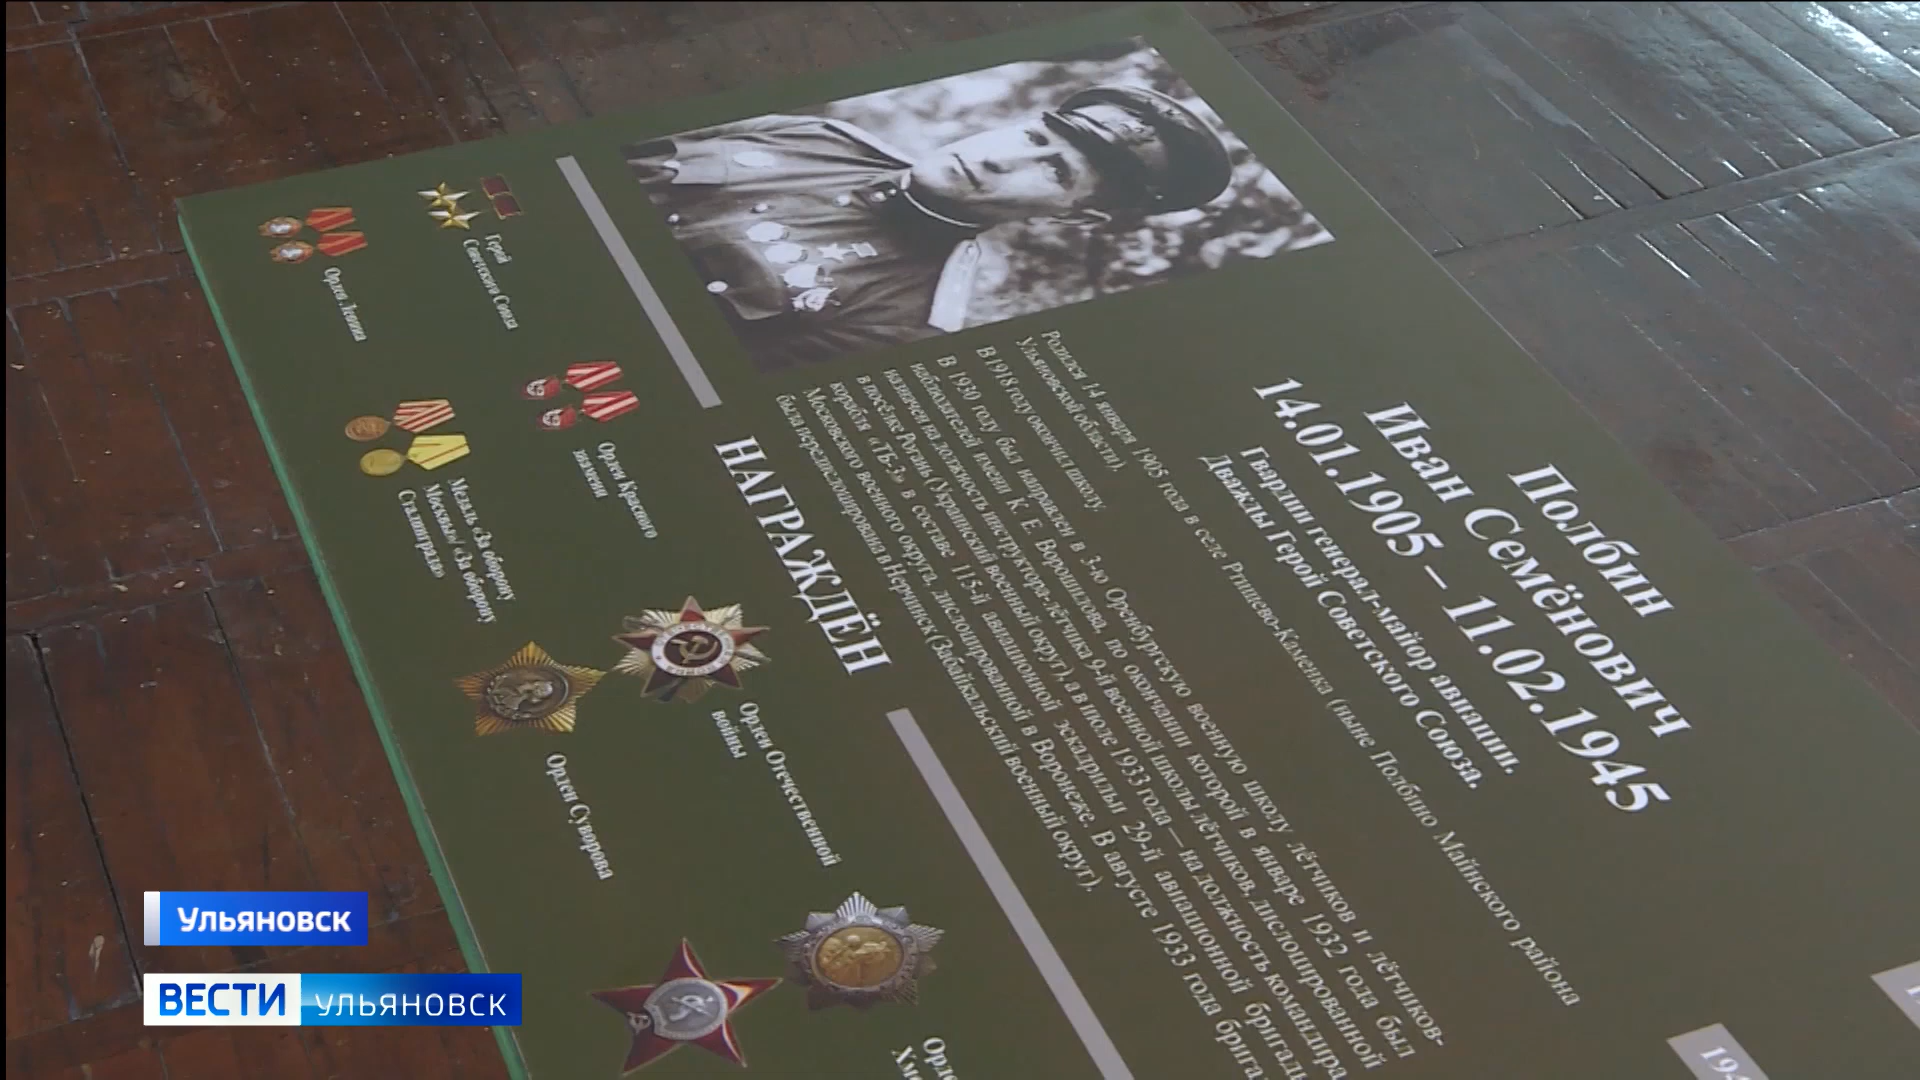 Полбин
Иван Семёнович
14.01.1905 – 11.02.1945
Гвардии генерал-майор авиации.
Дважды Герой Советского Союза.
Родился 14 января 1905 года в селе Ртищево-Каменка (ныне Полбино Майнского района
Ульяновской области).
В 1918 году окончил школу.
В 1930 году был направлен в 3-ю Оренбургскую военную школу лётчиков и лётчиков-
наблюдателей имени К. Е. Ворошилова, по окончании которой в январе 1932 года был
назначен на должность инструктора-лётчика 9-й военной школы лётчиков, дислоцированной
в посёлке Рогань (Украинский военный округ), а в июле 1933 года — на должность командира
корабля «ТБ-3» в составе 115-й авиационной эскадрильи 29-й авиационной бригады
Московского военного округа, дислоцированной в Воронеже. В августе 1933 года бригада
была передислоцирована в Нерчинск (Забайкальский военный округ).
НАГРАЖДЁН
Герой
Советского Союза
Орден Ленина
Орден Красного
знамени
Медаль «За оборону
Москвы»/ «За оборону
Сталинграда»
Орден Отечественной
войны
Орден Суворова
Орде
Хме
194
Ульяновск
ВЕСТИ УЛЬЯНОВСК